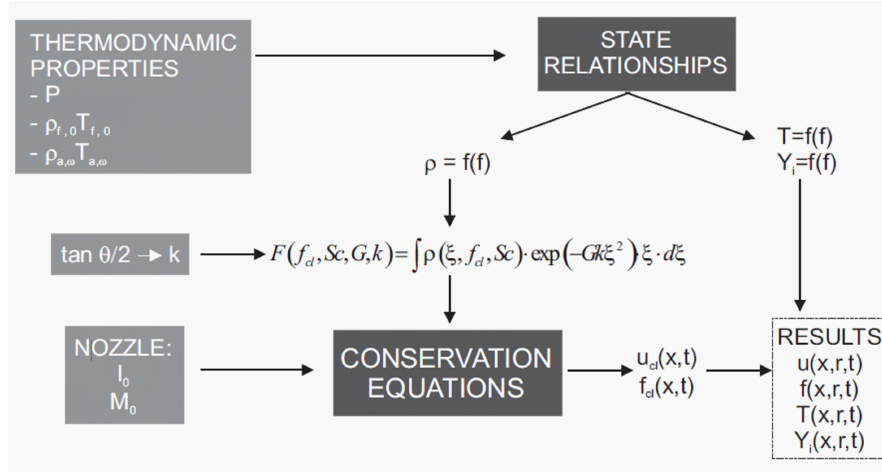 THERMODYNAMIC
PROPERTIES
- P
- ρf,0Tf,0
- ρa,ωTa,ω
STATE
RELATIONSHIPS
ρ = f(f)
T=f(f)
Yi=f(f)
tan θ/2 → k
F(fcl,Sc,G,k)=∫ρ(ξ,fcl,Sc)·exp(−Gkξ²)·ξ·dξ
NOZZLE:
I0
M0
CONSERVATION
EQUATIONS
ucl(x,t)
fcl(x,t)
RESULTS
u(x,r,t)
f(x,r,t)
T(x,r,t)
Yi(x,r,t)